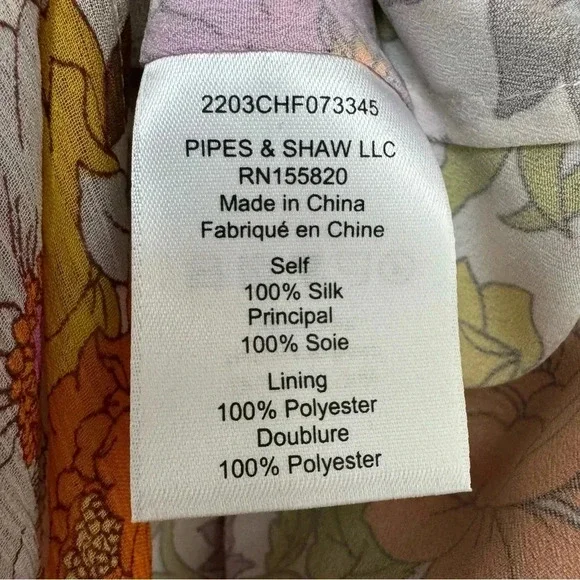 2203CHF073345
PIPES & SHAW LLC
RN155820
Made in China
Fabriqué en Chine
Self
100% Silk
Principal
100% Soie
Lining
100% Polyester
Doublure
100% Polyester